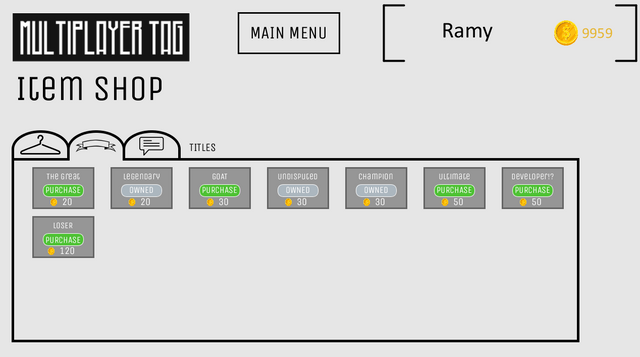 MULTIPLAYER TAG
MAIN MENU
Ramy
9959
Item SHOP
TITLES
The Great
PURCHASE
20
Legendary
OWNED
20
GOAT
PURCHASE
30
Undisputed
OWNED
30
Champion
OWNED
30
Ultimate
PURCHASE
50
Developer??
PURCHASE
50
Loser
PURCHASE
120